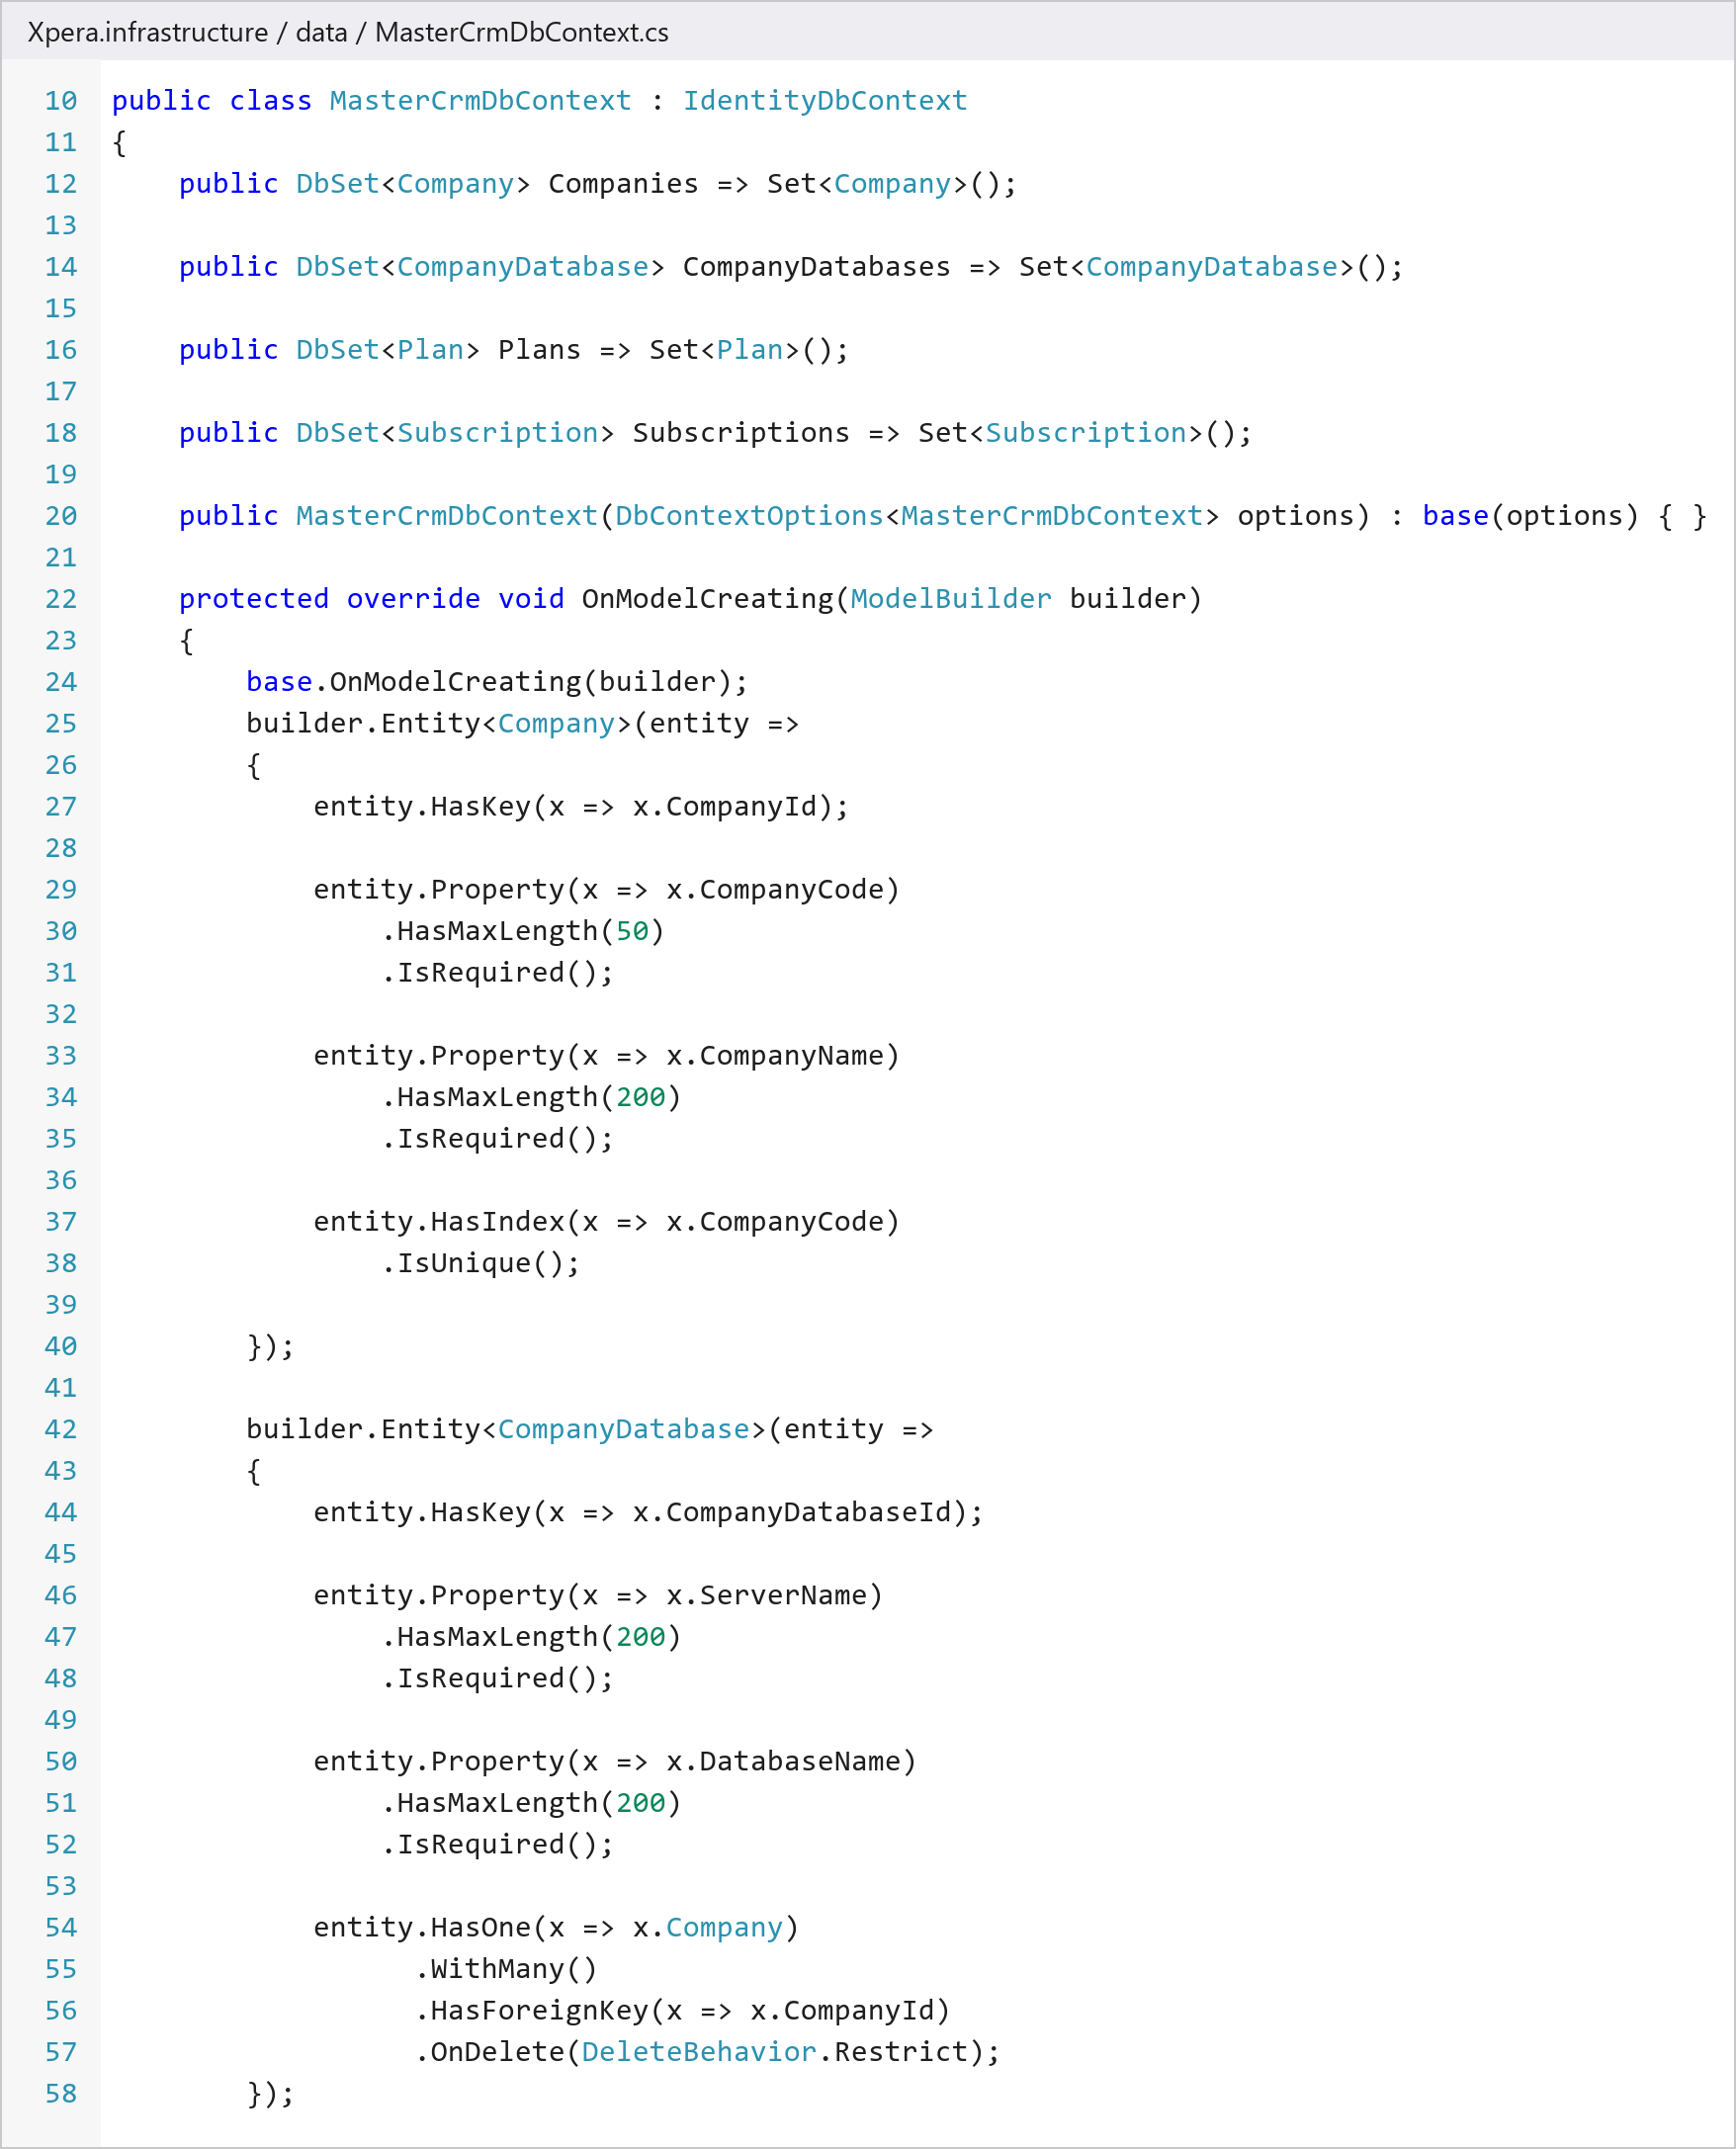 Xpera.infrastructure / data / MasterCrmDbContext.cs
10 public class MasterCrmDbContext : IdentityDbContext
11 {
12     public DbSet<Company> Companies => Set<Company>();
13
14     public DbSet<CompanyDatabase> CompanyDatabases => Set<CompanyDatabase>();
15
16     public DbSet<Plan> Plans => Set<Plan>();
17
18     public DbSet<Subscription> Subscriptions => Set<Subscription>();
19
20     public MasterCrmDbContext(DbContextOptions<MasterCrmDbContext> options) : base(options) { }
21
22     protected override void OnModelCreating(ModelBuilder builder)
23     {
24         base.OnModelCreating(builder);
25         builder.Entity<Company>(entity =>
26         {
27             entity.HasKey(x => x.CompanyId);
28
29             entity.Property(x => x.CompanyCode)
30                 .HasMaxLength(50)
31                 .IsRequired();
32
33             entity.Property(x => x.CompanyName)
34                 .HasMaxLength(200)
35                 .IsRequired();
36
37             entity.HasIndex(x => x.CompanyCode)
38                 .IsUnique();
39
40         });
41
42         builder.Entity<CompanyDatabase>(entity =>
43         {
44             entity.HasKey(x => x.CompanyDatabaseId);
45
46             entity.Property(x => x.ServerName)
47                 .HasMaxLength(200)
48                 .IsRequired();
49
50             entity.Property(x => x.DatabaseName)
51                 .HasMaxLength(200)
52                 .IsRequired();
53
54             entity.HasOne(x => x.Company)
55                   .WithMany()
56                   .HasForeignKey(x => x.CompanyId)
57                   .OnDelete(DeleteBehavior.Restrict);
58         });